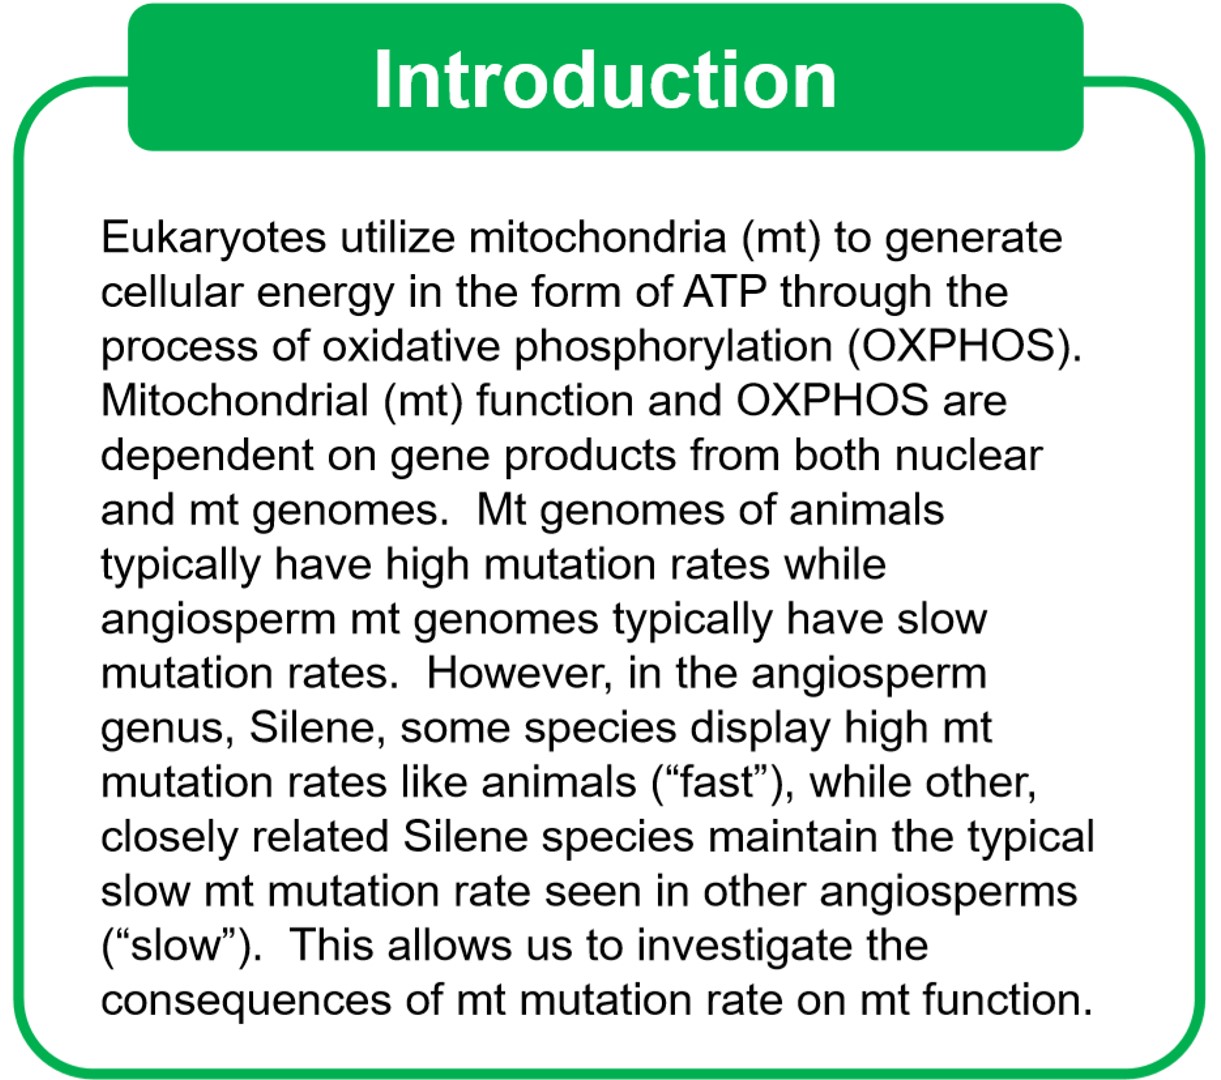 Introduction
Eukaryotes utilize mitochondria (mt) to generate
cellular energy in the form of ATP through the
process of oxidative phosphorylation (OXPHOS).
Mitochondrial (mt) function and OXPHOS are
dependent on gene products from both nuclear
and mt genomes.  Mt genomes of animals
typically have high mutation rates while
angiosperm mt genomes typically have slow
mutation rates.  However, in the angiosperm
genus, Silene, some species display high mt
mutation rates like animals (“fast”), while other,
closely related Silene species maintain the typical
slow mt mutation rate seen in other angiosperms
(“slow”).  This allows us to investigate the
consequences of mt mutation rate on mt function.